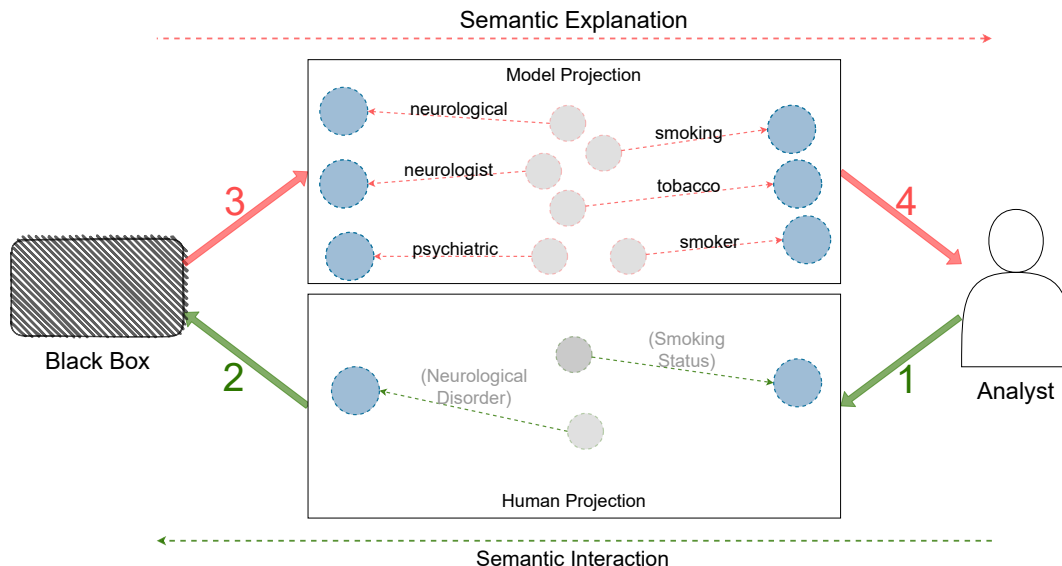 Semantic Explanation
Model Projection
neurological
smoking
neurologist
tobacco
psychiatric
smoker
3
4
Black Box
2
1
Analyst
(Smoking
Status)
(Neurological
Disorder)
Human Projection
Semantic Interaction